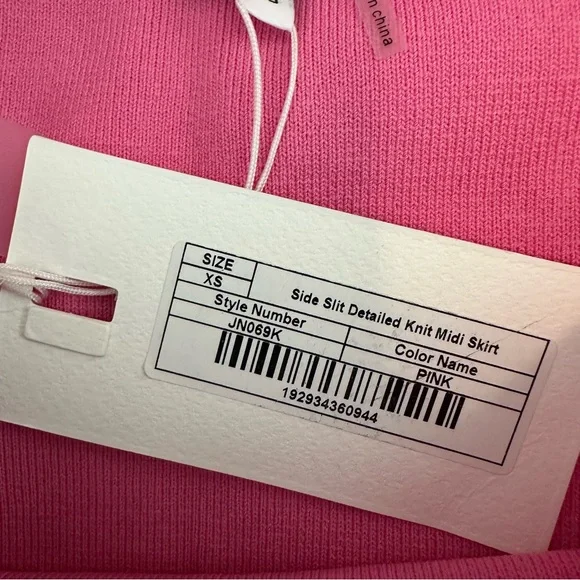 n china
SIZE
XS
Side Slit Detailed Knit Midi Skirt
Style Number
JN069K
Color Name
PINK
192934360944